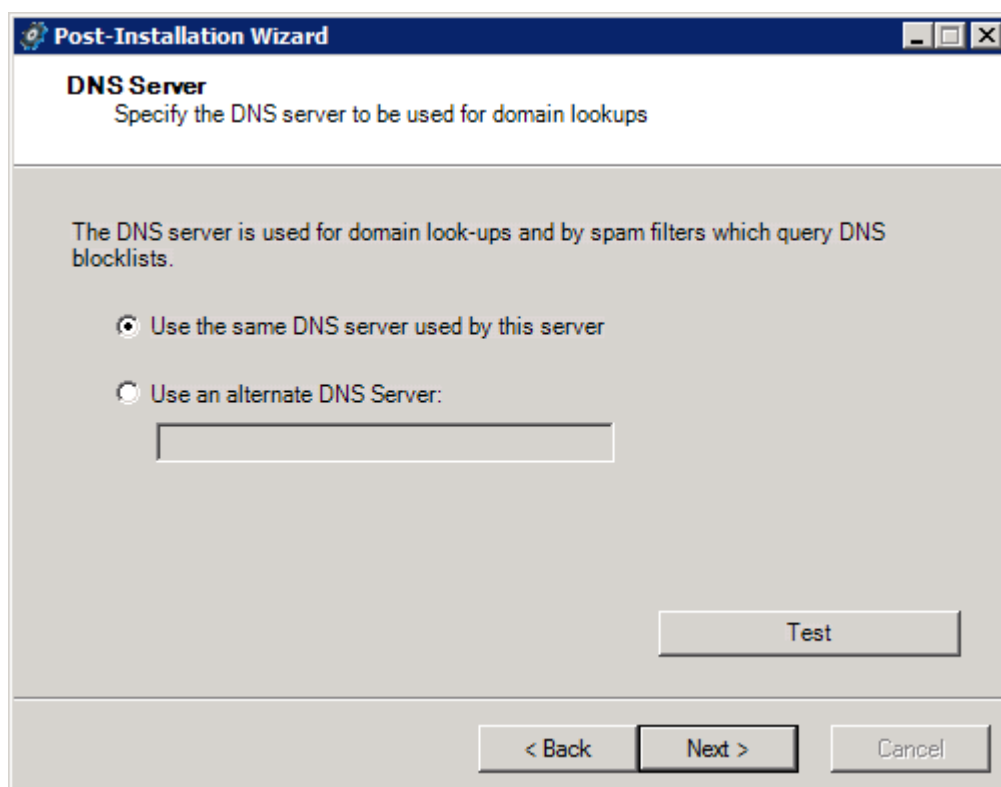 Post-Installation Wizard
DNS Server
Specify the DNS server to be used for domain lookups
The DNS server is used for domain look-ups and by spam filters which query DNS
blocklists.
Use the same DNS server used by this server
Use an alternate DNS Server:
Test
< Back Next > Cancel